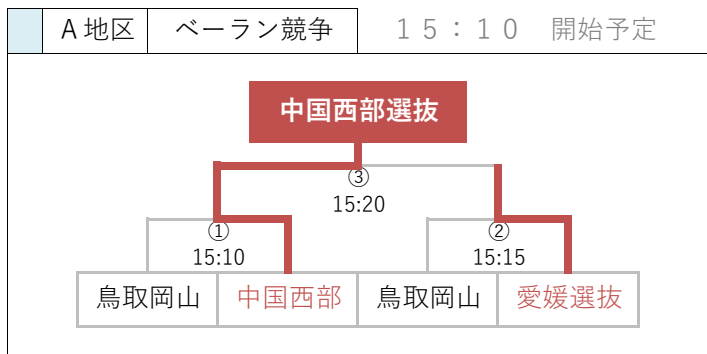 A地区 ベーラン競争 15:10 開始予定
中国西部選抜
③
15:20
① ②
15:10 15:15
鳥取岡山 中国西部 鳥取岡山 愛媛選抜